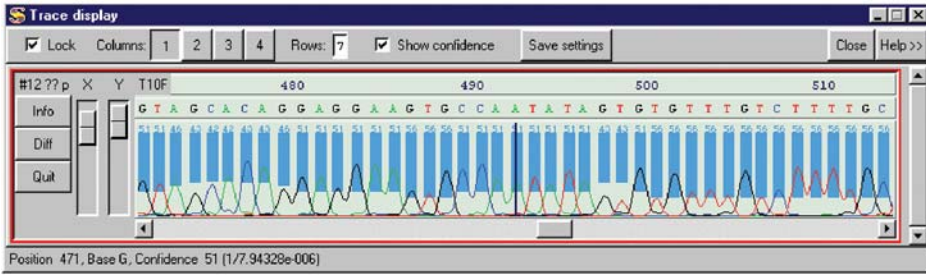 Trace display
Lock Columns: 1 2 3 4 Rows: 7 Show confidence Save settings Close Help >>
#12 ?? p X Y T10F 480 490 500 510
Info
Diff
Quit
G T A G C A C A G G A G G A A G T G C C A A T A T A G T G T G T T T G T C T T T T G C
Position 471, Base G, Confidence 51 (1/7.94328e-006)